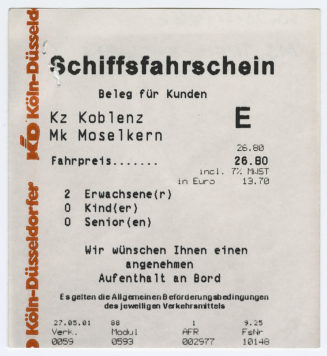 Köln-Düsseldorfer
KD Köln-Düsseld
Schiffsfahrschein
Beleg für Kunden
Kz Koblenz
E
Mk Moselkern
26.80
Fahrpreis....... 26.80
incl. 7% MWST
in Euro 13.70
2 Erwachsene(r)
0 Kind(er)
0 Senior(en)
Wir wünschen Ihnen einen
angenehmen
Aufenthalt an Bord
Es gelten die Allgemeinen Beförderungsbedingungen
des jeweiligen Verkehrsmittels
27.05.01 88 1 9.25
Verk. Modul AFR FsNr
0059 0593 002977 10148